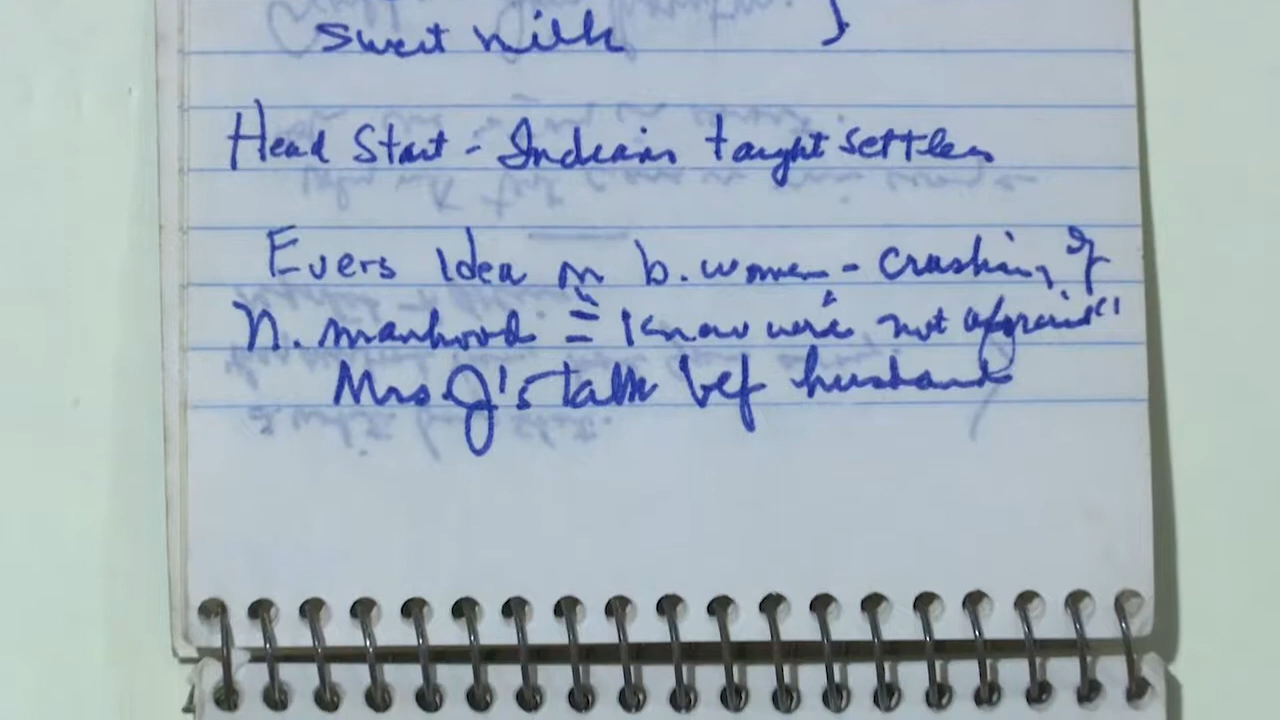 Sweet milk }
Head Start - Indians taught settlers
Evers idea on b. women - crushing of
N. manhood = "I know we're not afraid"
Mrs J's talk bef husband